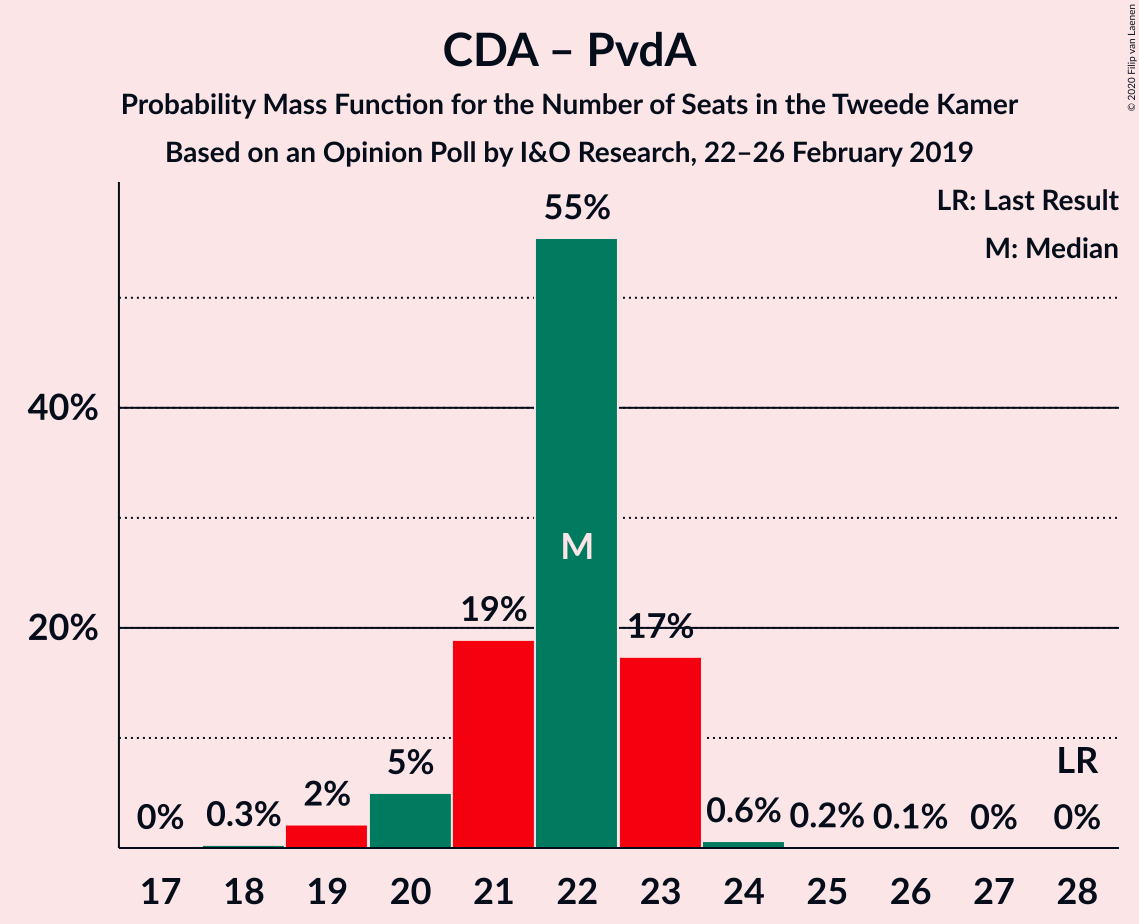 CDA – PvdA
Probability Mass Function for the Number of Seats in the Tweede Kamer
Based on an Opinion Poll by I&O Research, 22–26 February 2019
© 2020 Filip van Laenen
LR: Last Result
M: Median
55%
40%
M
19%
17%
20%
5%
2%
LR
0%
0.3%
0.6%
0.2%
0.1%
0%
0%
17 18 19 20 21 22 23 24 25 26 27 28